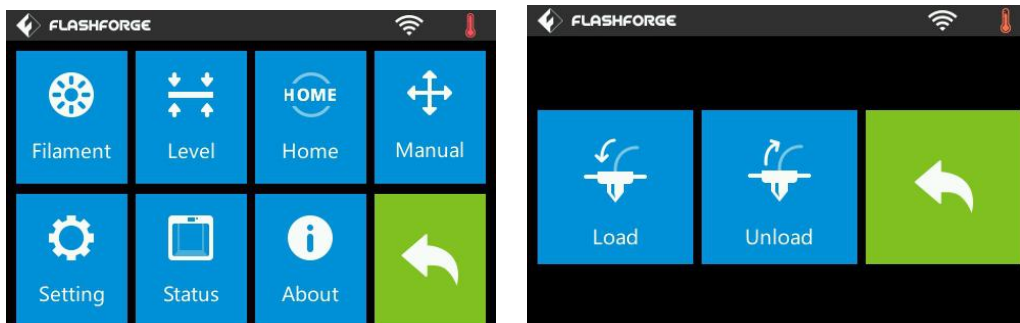 FLASHFORGE
HOME
Filament Level Home Manual
Setting Status About
FLASHFORGE
Load Unload